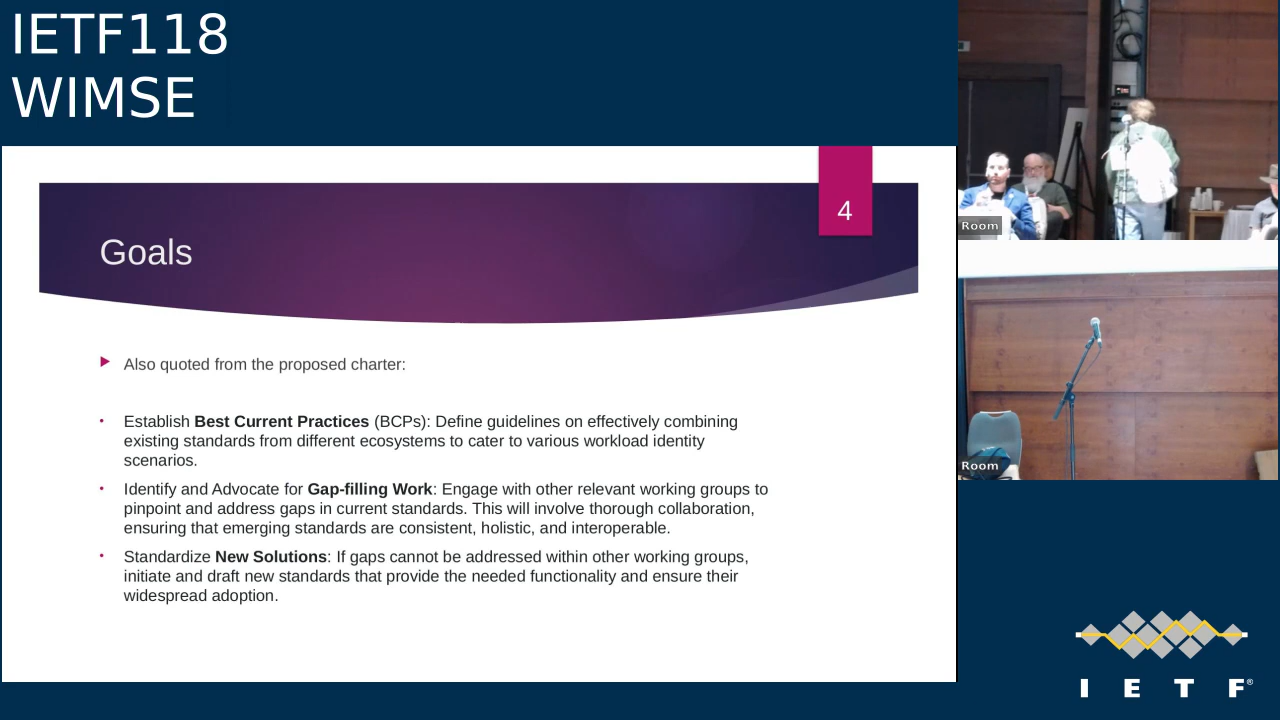 IETF118
WIMSE
4
Goals
Also quoted from the proposed charter:
• Establish Best Current Practices (BCPs): Define guidelines on effectively combining
existing standards from different ecosystems to cater to various workload identity
scenarios.
• Identify and Advocate for Gap-filling Work: Engage with other relevant working groups to
pinpoint and address gaps in current standards. This will involve thorough collaboration,
ensuring that emerging standards are consistent, holistic, and interoperable.
• Standardize New Solutions: If gaps cannot be addressed within other working groups,
initiate and draft new standards that provide the needed functionality and ensure their
widespread adoption.
Room
Room
I E T F®